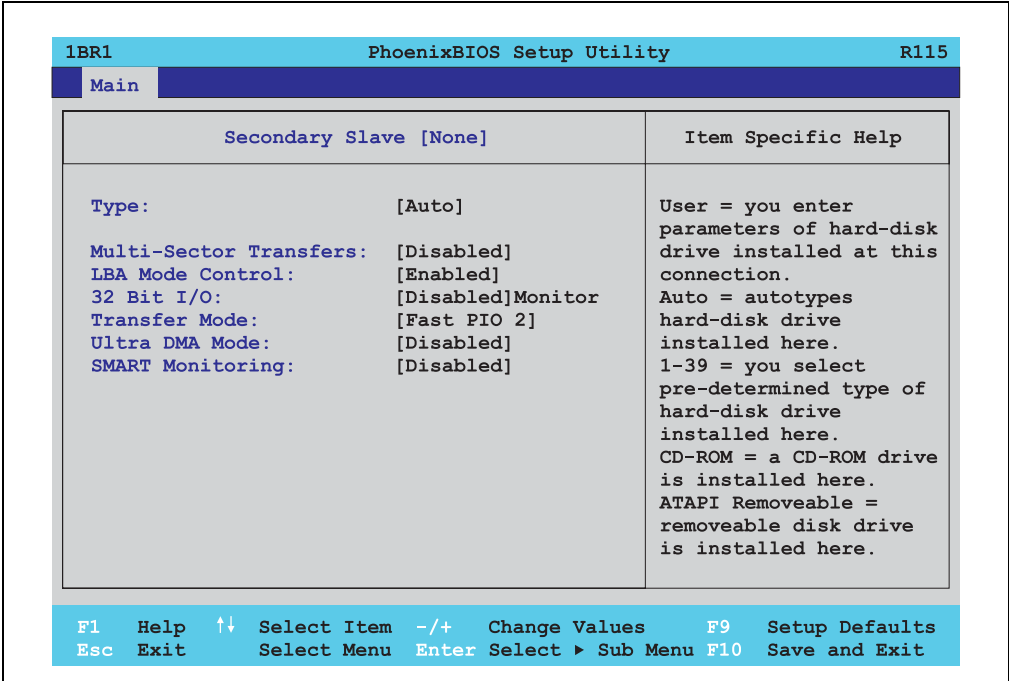 1BR1 PhoenixBIOS Setup Utility R115
Main
Secondary Slave [None]
Item Specific Help
Type: [Auto]
Multi-Sector Transfers: [Disabled]
LBA Mode Control: [Enabled]
32 Bit I/O: [Disabled]Monitor
Transfer Mode: [Fast PIO 2]
Ultra DMA Mode: [Disabled]
SMART Monitoring: [Disabled]
User = you enter
parameters of hard-disk
drive installed at this
connection.
Auto = autotypes
hard-disk drive
installed here.
1-39 = you select
pre-determined type of
hard-disk drive
installed here.
CD-ROM = a CD-ROM drive
is installed here.
ATAPI Removeable =
removeable disk drive
is installed here.
F1 Help ↑↓ Select Item -/+ Change Values F9 Setup Defaults
Esc Exit Select Menu Enter Select ▶ Sub Menu F10 Save and Exit